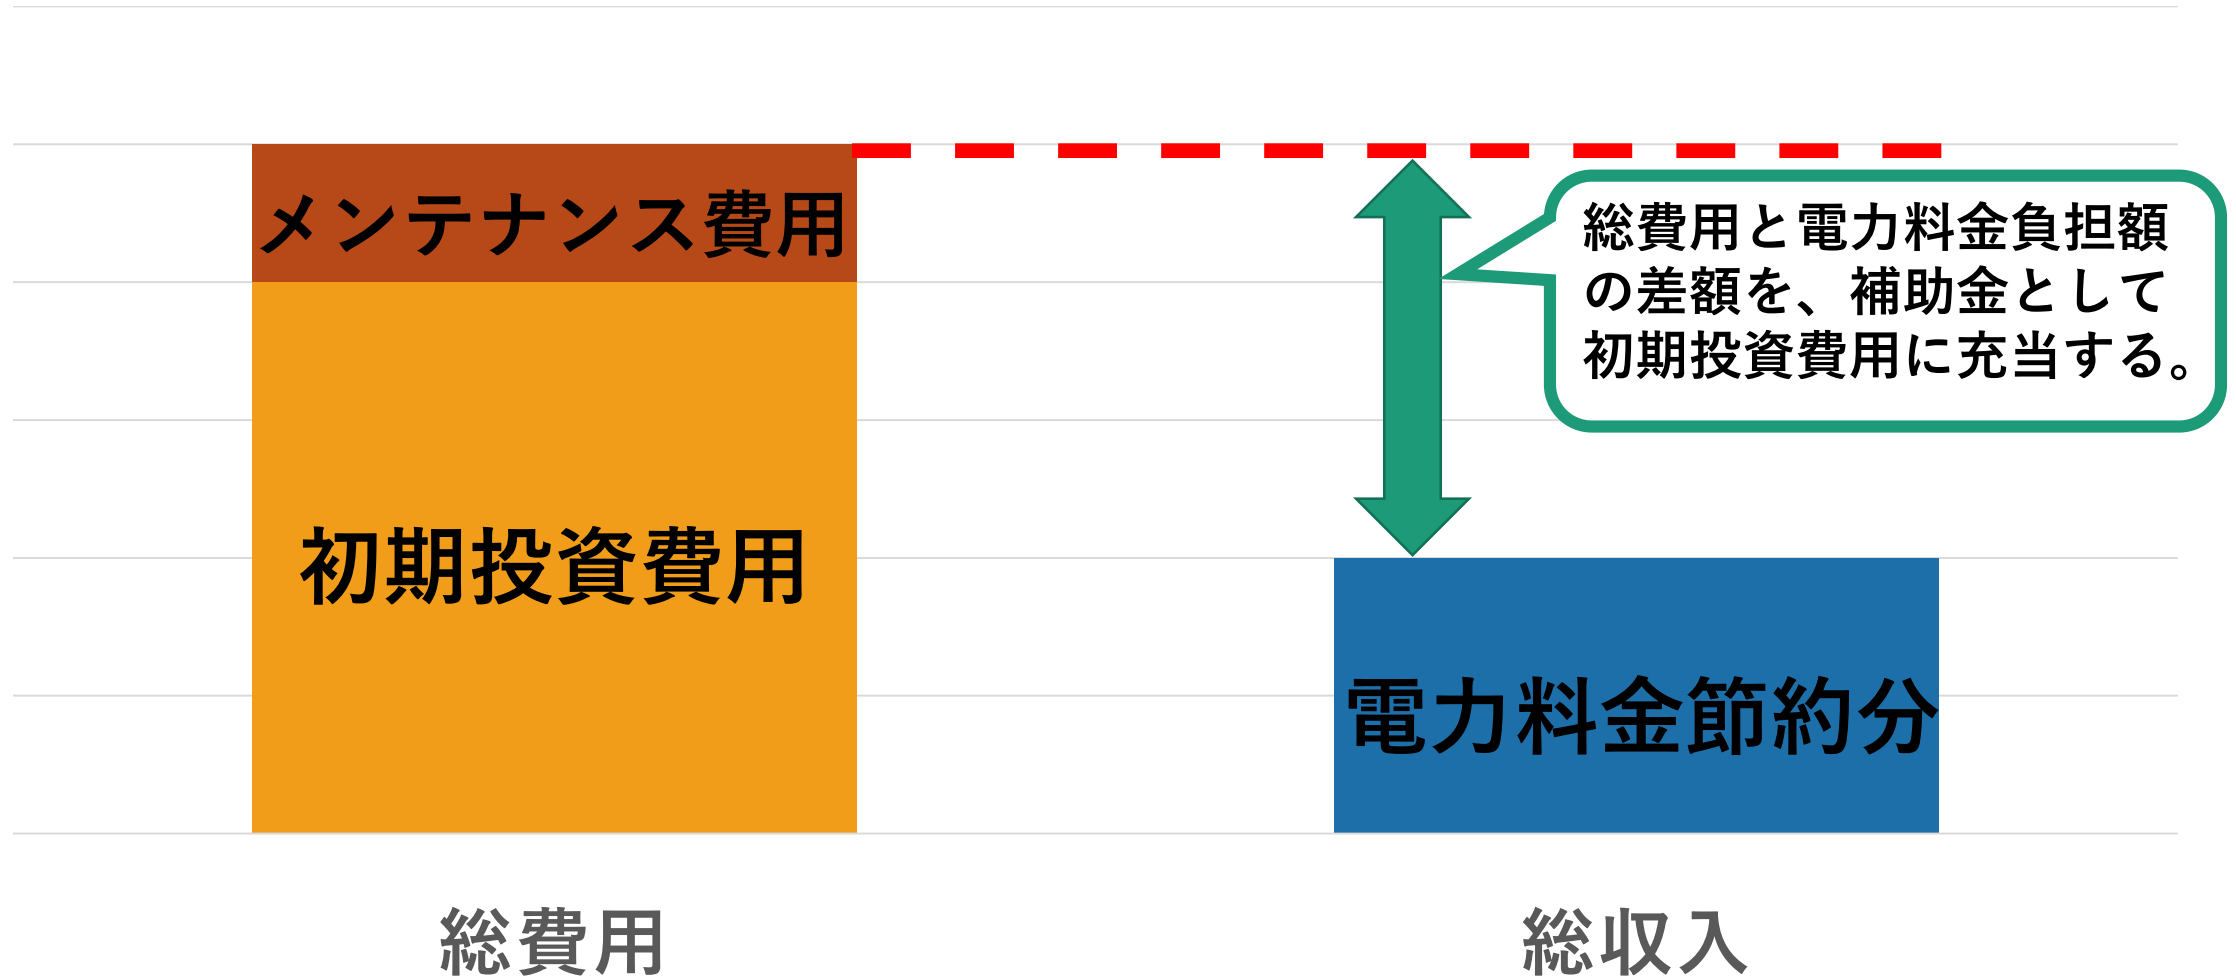 メンテナンス費用
初期投資費用
総費用と電力料金負担額
の差額を、補助金として
初期投資費用に充当する。
電力料金節約分
総費用
総収入